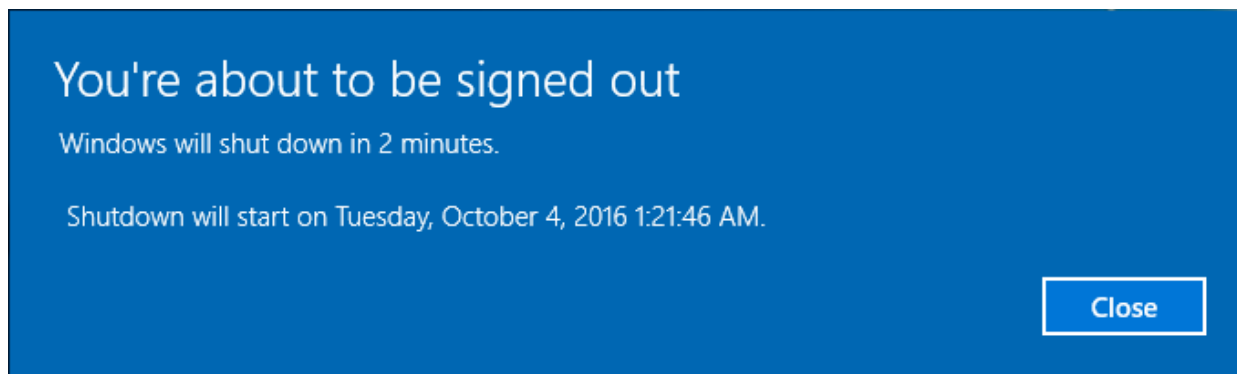 You're about to be signed out
Windows will shut down in 2 minutes.
Shutdown will start on Tuesday, October 4, 2016 1:21:46 AM.
Close